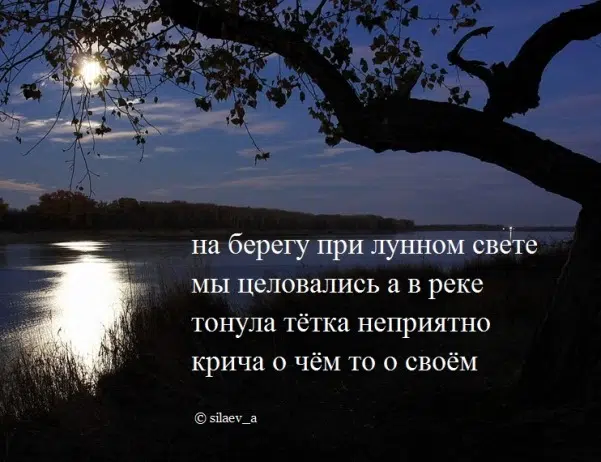 на берегу при лунном свете
мы целовались а в реке
тонула тётка неприятно
крича о чём то о своём
© silaev_a